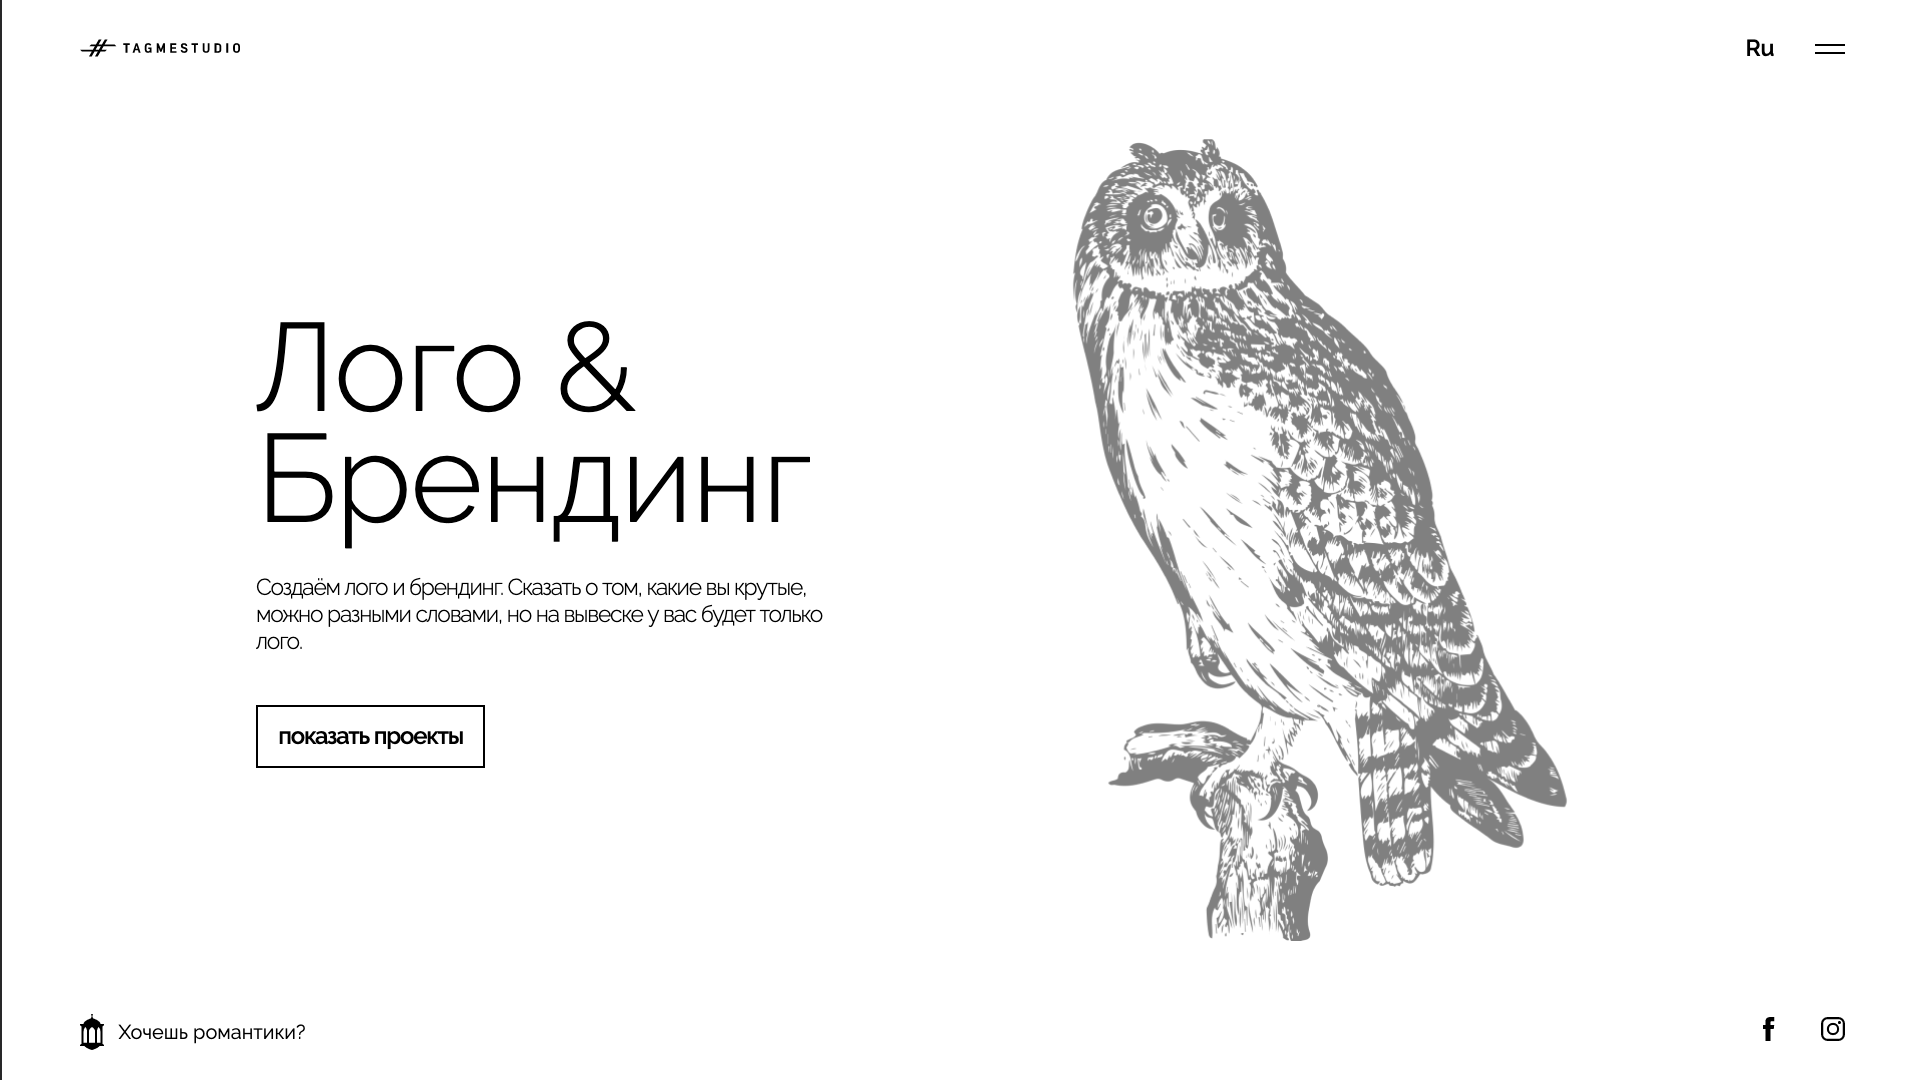 TAGMESTUDIO
Ru
Лого &
Брендинг
Создаём лого и брендинг. Сказать о том, какие вы крутые,
можно разными словами, но на вывеске у вас будет только
лого.
показать проекты
Хочешь романтики?